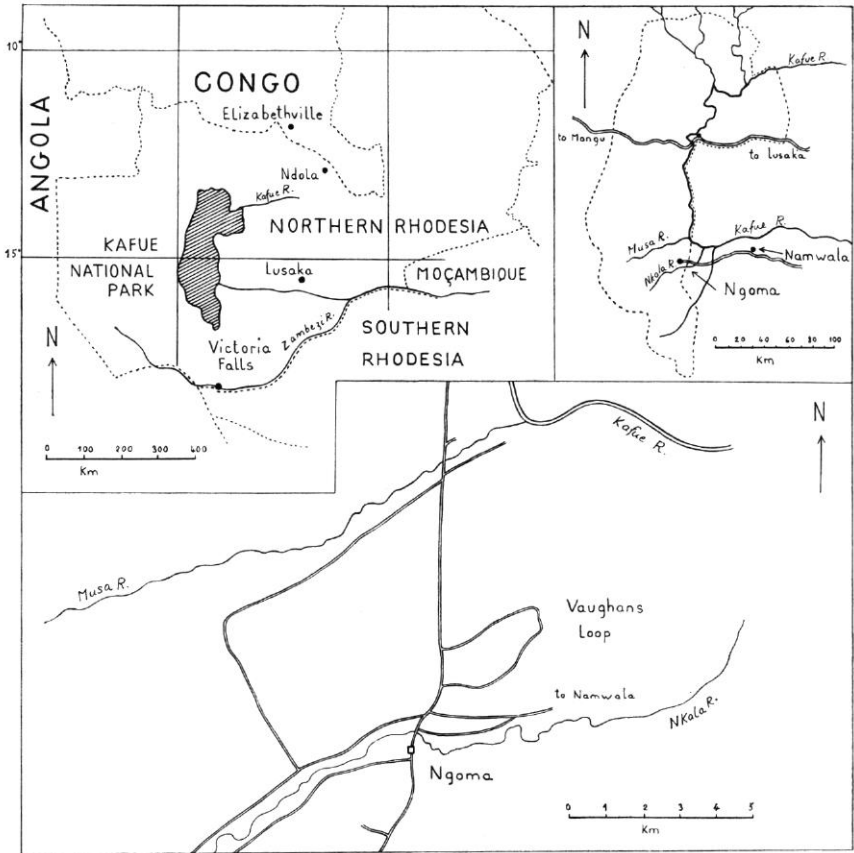 10°
CONGO
Elizabethville
ANGOLA
Ndola
Kafue R.
NORTHERN RHODESIA
15°
KAFUE
NATIONAL
PARK
Lusaka
MOÇAMBIQUE
N
Victoria
Falls
Zambezi R.
SOUTHERN
RHODESIA
0 100 200 300 400
Km
N
Kafue R.
to Mongu
to Lusaka
Musa R.
Kafue R.
Namwala
Nkala R.
Ngoma
0 20 40 60 80 100
Km
N
Kafue R.
Musa R.
Vaughans
Loop
to Namwala
NKala R.
Ngoma
0 1 2 3 4 5
Km